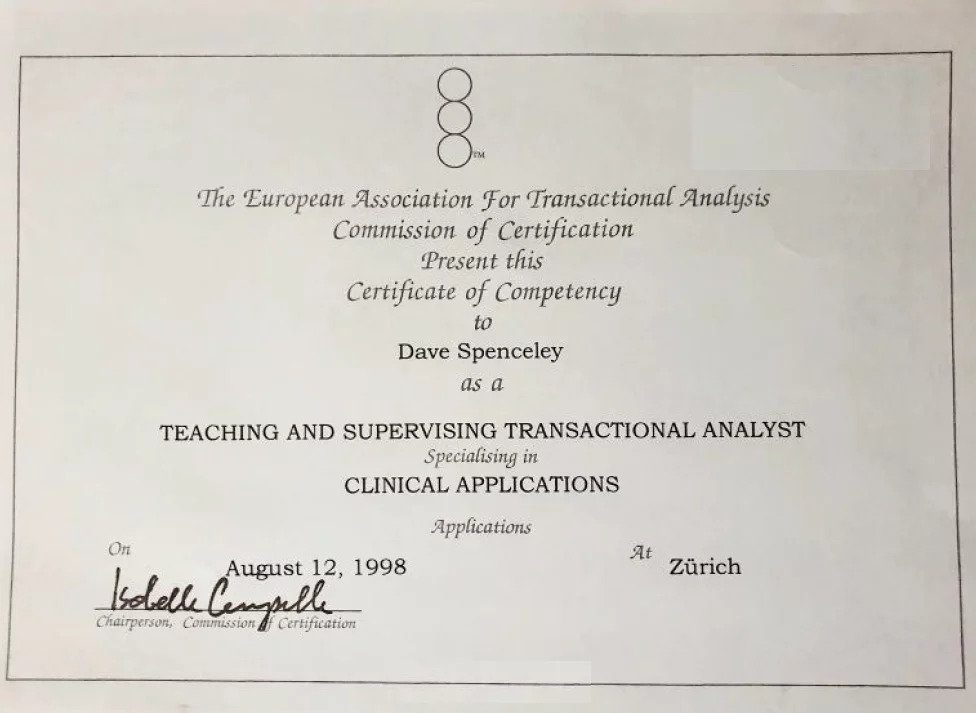 TM
The European Association For Transactional Analysis
Commission of Certification
Present this
Certificate of Competency
to
Dave Spenceley
as a
TEACHING AND SUPERVISING TRANSACTIONAL ANALYST
Specialising in
CLINICAL APPLICATIONS
Applications
On August 12, 1998 At Zürich
Isabelle
Chairperson, Commission of Certification